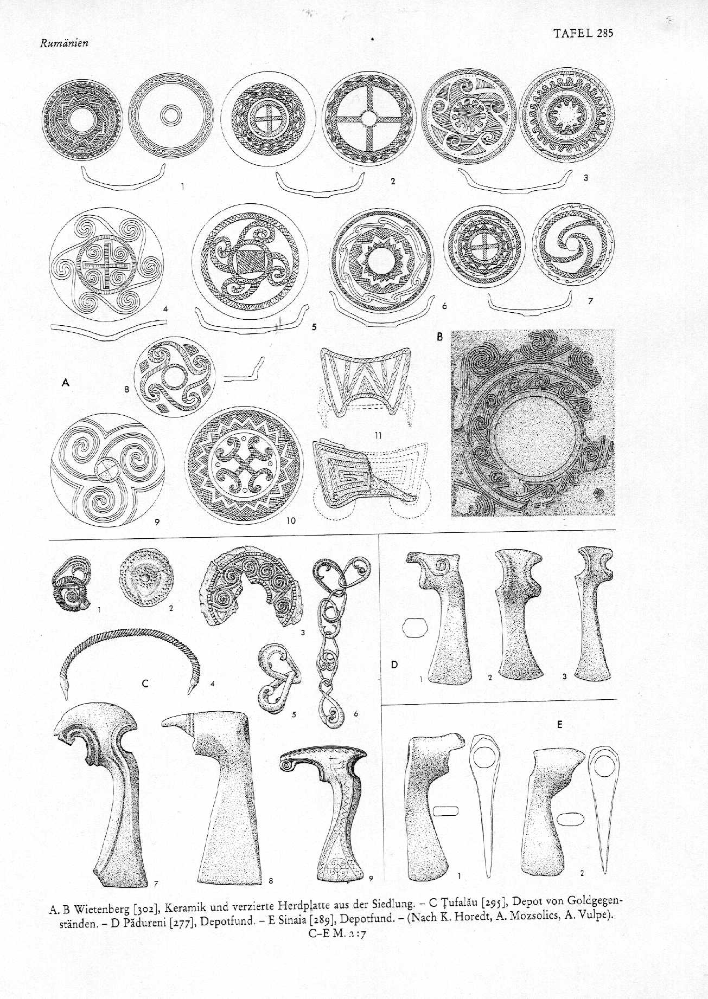 Rumänien
TAFEL 285
1
2
3
4
5
6
7
A
8
B
9
10
11
1
2
3
C
4
5
6
7
8
9
D
1
2
3
E
1
2
A. B Wietenberg [302], Keramik und verzierte Herdplatte aus der Siedlung. – C Ţufalău [295], Depot von Goldgegen-
ständen. – D Pădureni [277], Depotfund. – E Sinaia [289], Depotfund. – (Nach K. Horedt, A. Mozsolics, A. Vulpe).
C–E M. 2:7